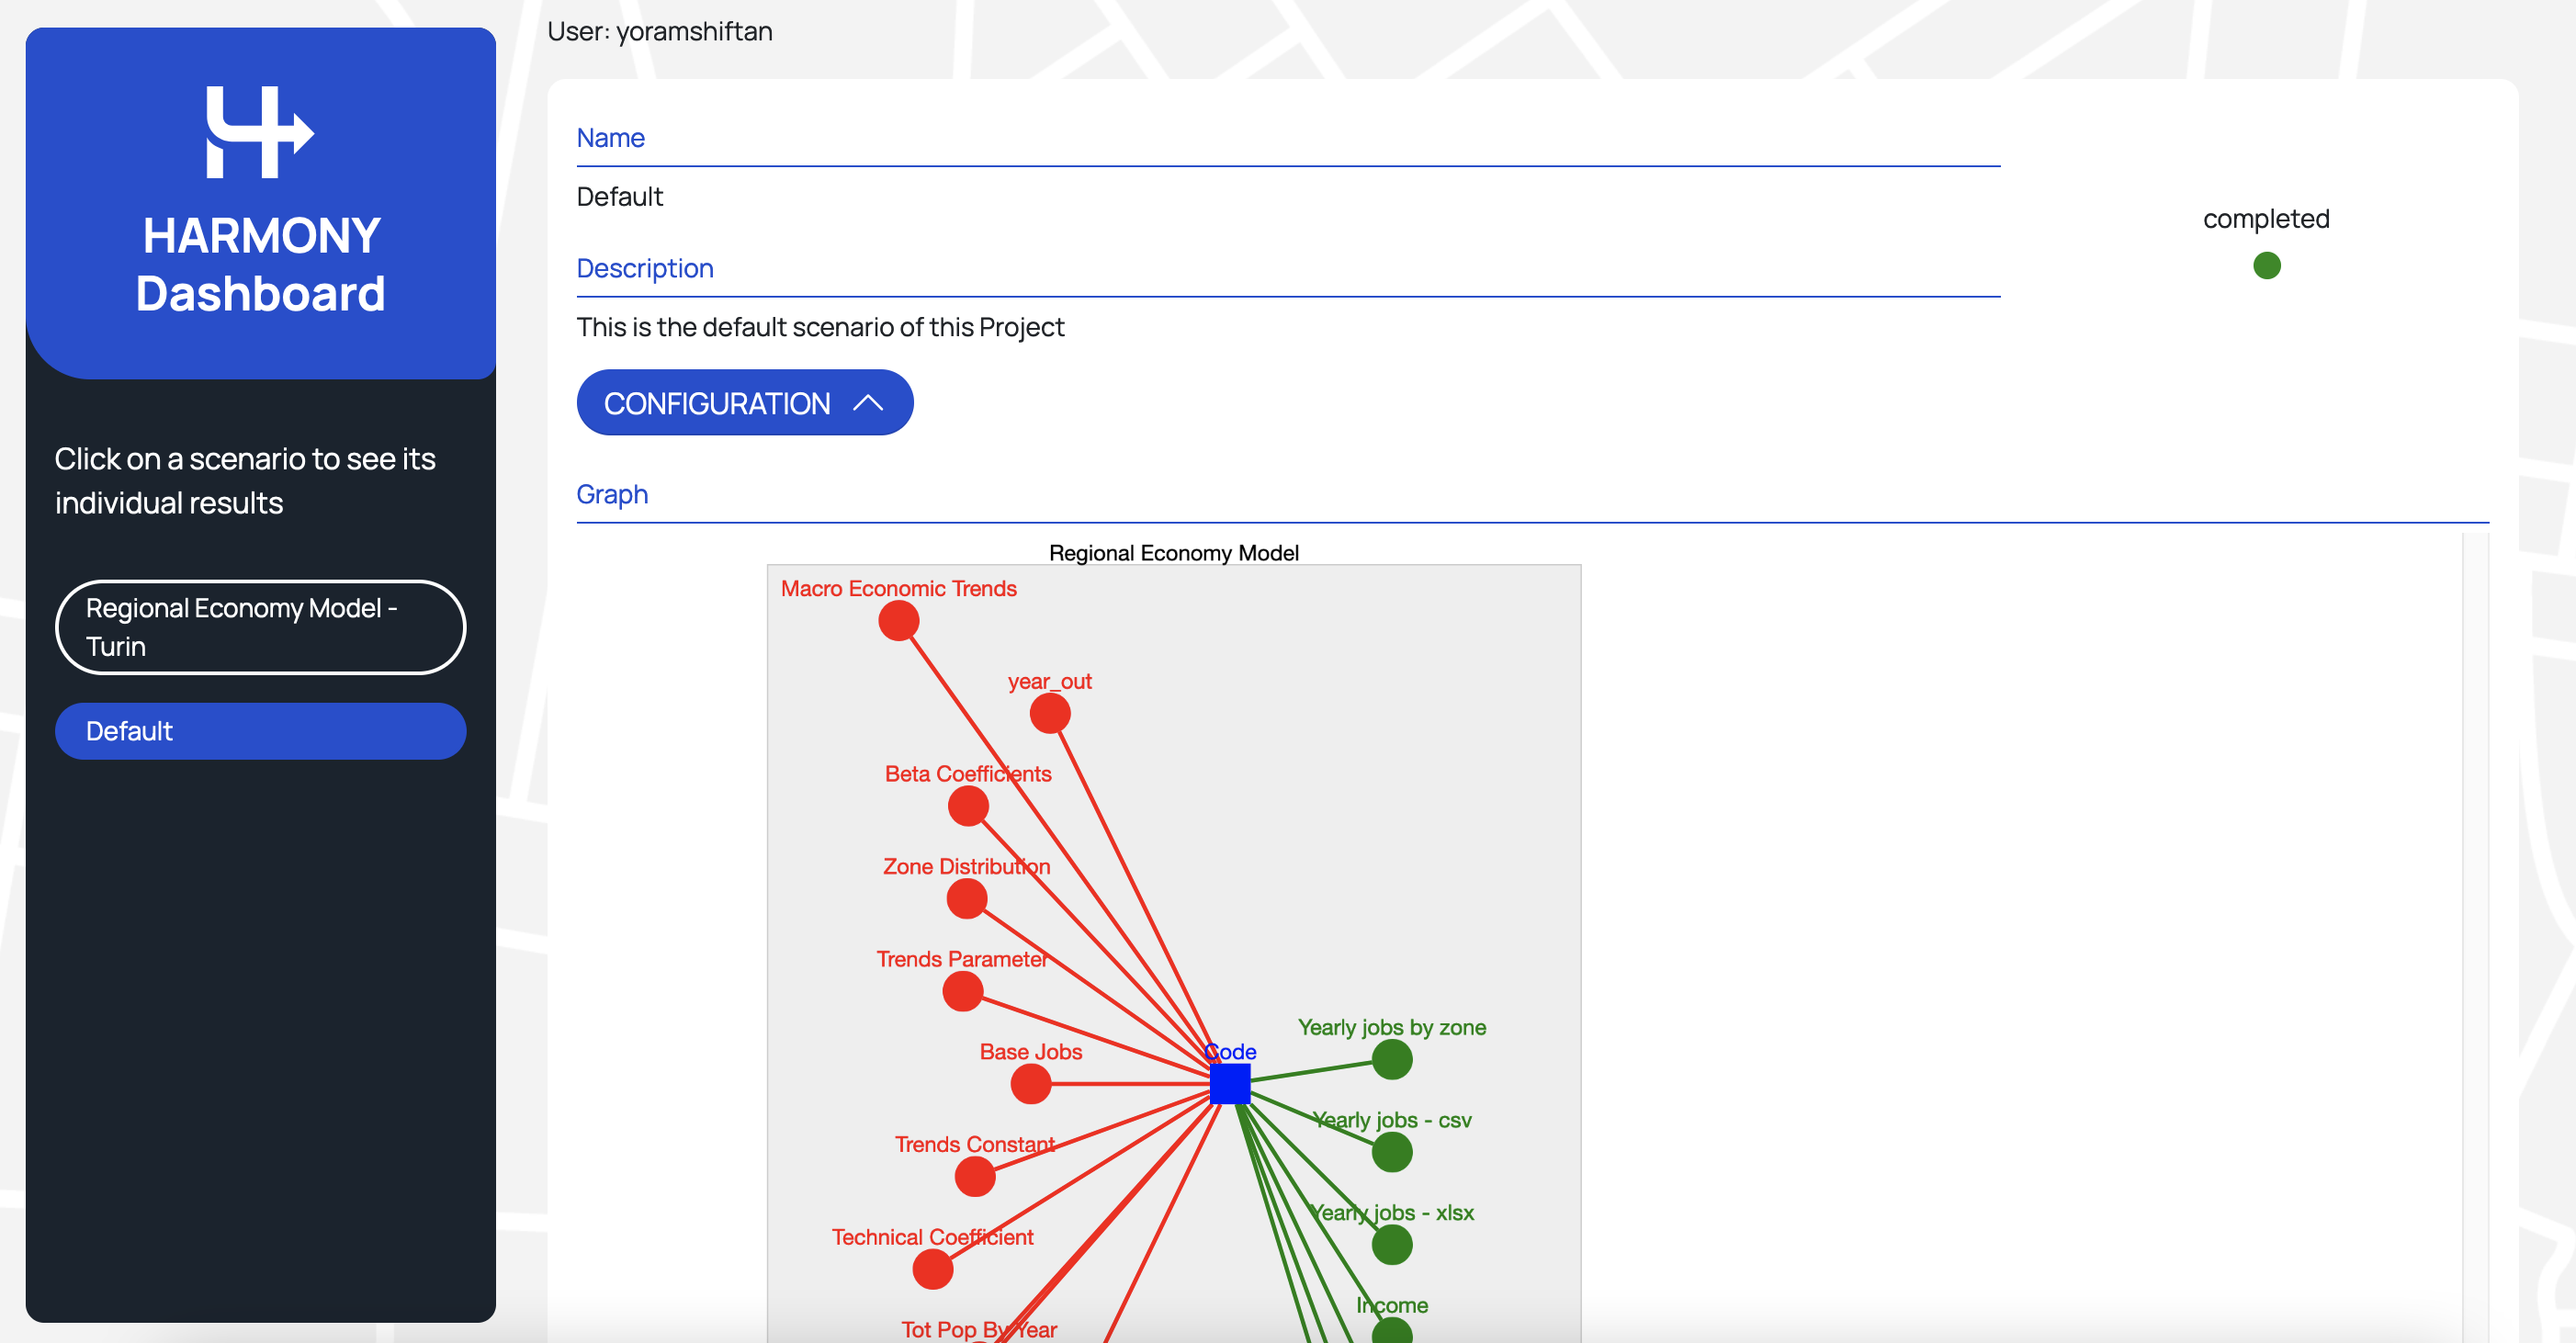 HARMONY
Dashboard
Click on a scenario to see its
individual results
Regional Economy Model -
Turin
Default
User: yoramshiftan
Name
Default
completed
Description
This is the default scenario of this Project
CONFIGURATION
Graph
Regional Economy Model
Macro Economic Trends
year_out
Beta Coefficients
Zone Distribution
Trends Parameter
Yearly jobs by zone
Base Jobs
Code
Yearly jobs - csv
Trends Constant
Yearly jobs - xlsx
Technical Coefficient
Income
Tot Pop By Year